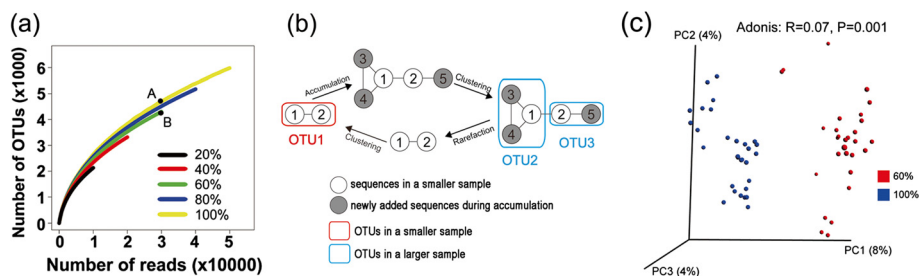 (a)
Number of OTUs (x1000)
6
5
4
3
2
1
0
A
B
20%
40%
60%
80%
100%
0 1 2 3 4 5
Number of reads (x10000)
(b)
3
1 2 5
4
Accumulation
Clustering
1 2
OTU1
3
1 2 5
4
OTU2
OTU3
Clustering
1 2
Rarefaction
sequences in a smaller sample
newly added sequences during accumulation
OTUs in a smaller sample
OTUs in a larger sample
(c)
Adonis: R=0.07, P=0.001
PC2 (4%)
60%
100%
PC1 (8%)
PC3 (4%)